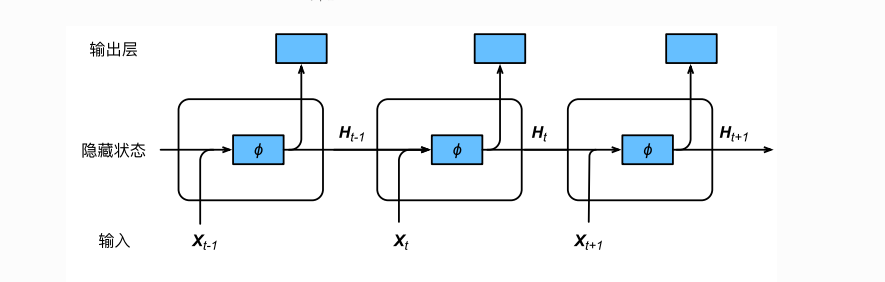 输出层
隐藏状态 ϕ H_{t-1} ϕ H_t ϕ H_{t+1}
输入 X_{t-1} X_t X_{t+1}